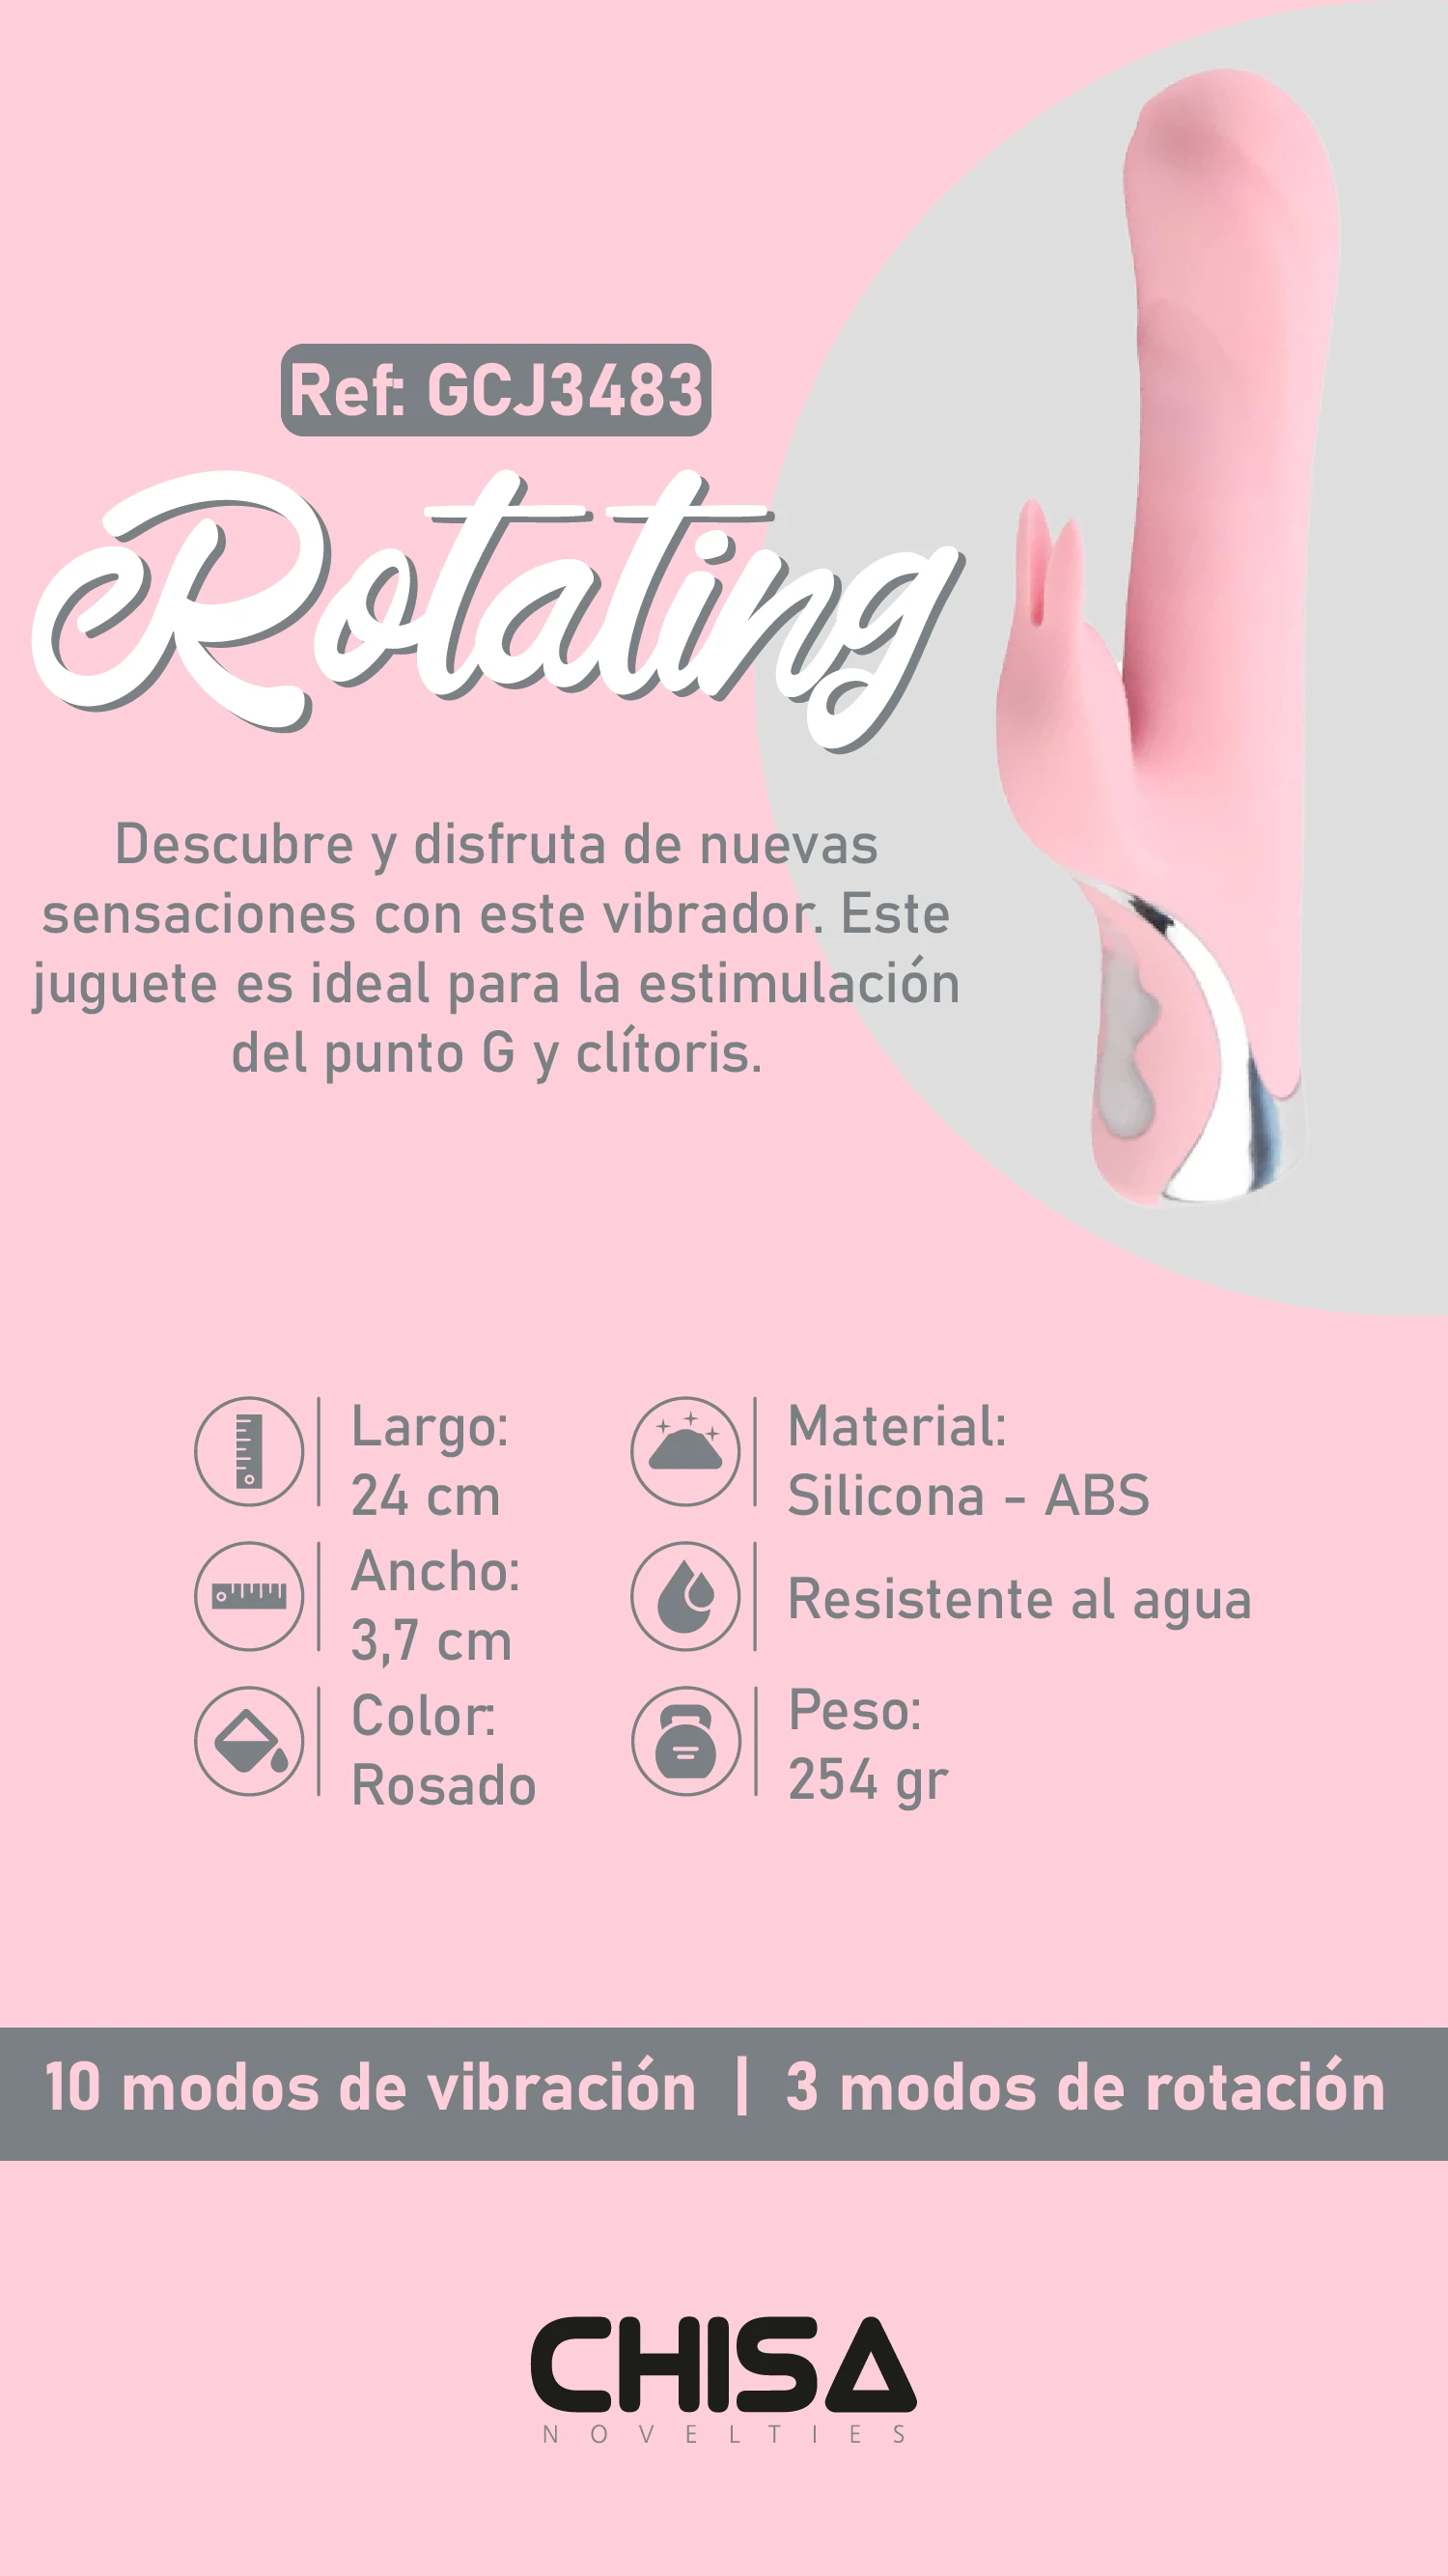 Ref: GCJ3483
Rotating
Descubre y disfruta de nuevas
sensaciones con este vibrador. Este
juguete es ideal para la estimulación
del punto G y clítoris.
Largo:
24 cm
Ancho:
3,7 cm
Color:
Rosado
Material:
Silicona - ABS
Resistente al agua
Peso:
254 gr
10 modos de vibración | 3 modos de rotación
CHISA
NOVELTIES